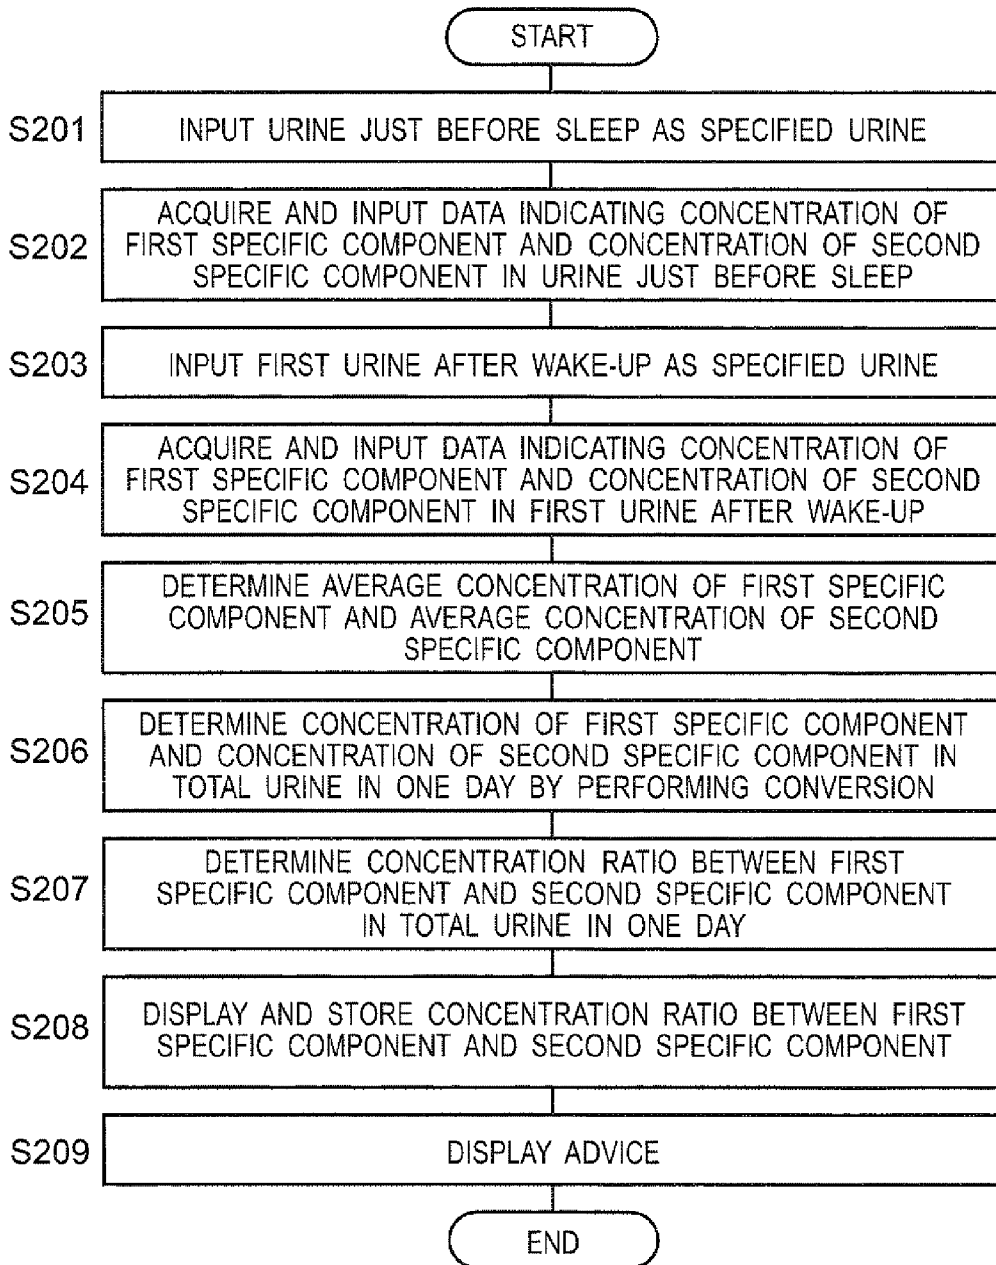 START
S201
INPUT URINE JUST BEFORE SLEEP AS SPECIFIED URINE
S202
ACQUIRE AND INPUT DATA INDICATING CONCENTRATION OF
FIRST SPECIFIC COMPONENT AND CONCENTRATION OF SECOND
SPECIFIC COMPONENT IN URINE JUST BEFORE SLEEP
S203
INPUT FIRST URINE AFTER WAKE-UP AS SPECIFIED URINE
S204
ACQUIRE AND INPUT DATA INDICATING CONCENTRATION OF
FIRST SPECIFIC COMPONENT AND CONCENTRATION OF SECOND
SPECIFIC COMPONENT IN FIRST URINE AFTER WAKE-UP
S205
DETERMINE AVERAGE CONCENTRATION OF FIRST SPECIFIC
COMPONENT AND AVERAGE CONCENTRATION OF SECOND
SPECIFIC COMPONENT
S206
DETERMINE CONCENTRATION OF FIRST SPECIFIC COMPONENT
AND CONCENTRATION OF SECOND SPECIFIC COMPONENT IN
TOTAL URINE IN ONE DAY BY PERFORMING CONVERSION
S207
DETERMINE CONCENTRATION RATIO BETWEEN FIRST
SPECIFIC COMPONENT AND SECOND SPECIFIC COMPONENT
IN TOTAL URINE IN ONE DAY
S208
DISPLAY AND STORE CONCENTRATION RATIO BETWEEN FIRST
SPECIFIC COMPONENT AND SECOND SPECIFIC COMPONENT
S209
DISPLAY ADVICE
END